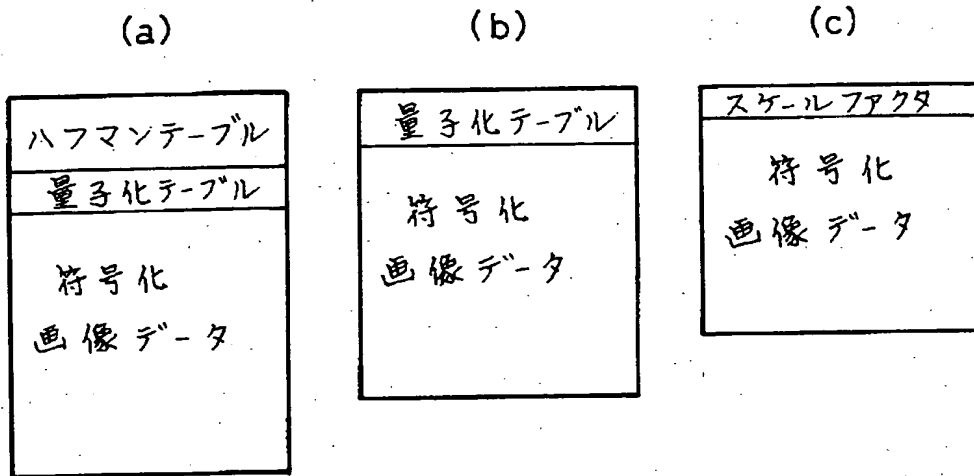 (a)
ハフマンテーブル
量子化テーブル
符号化
画像データ
(b)
量子化テーブル
符号化
画像データ
(c)
スケールファクタ
符号化
画像データ